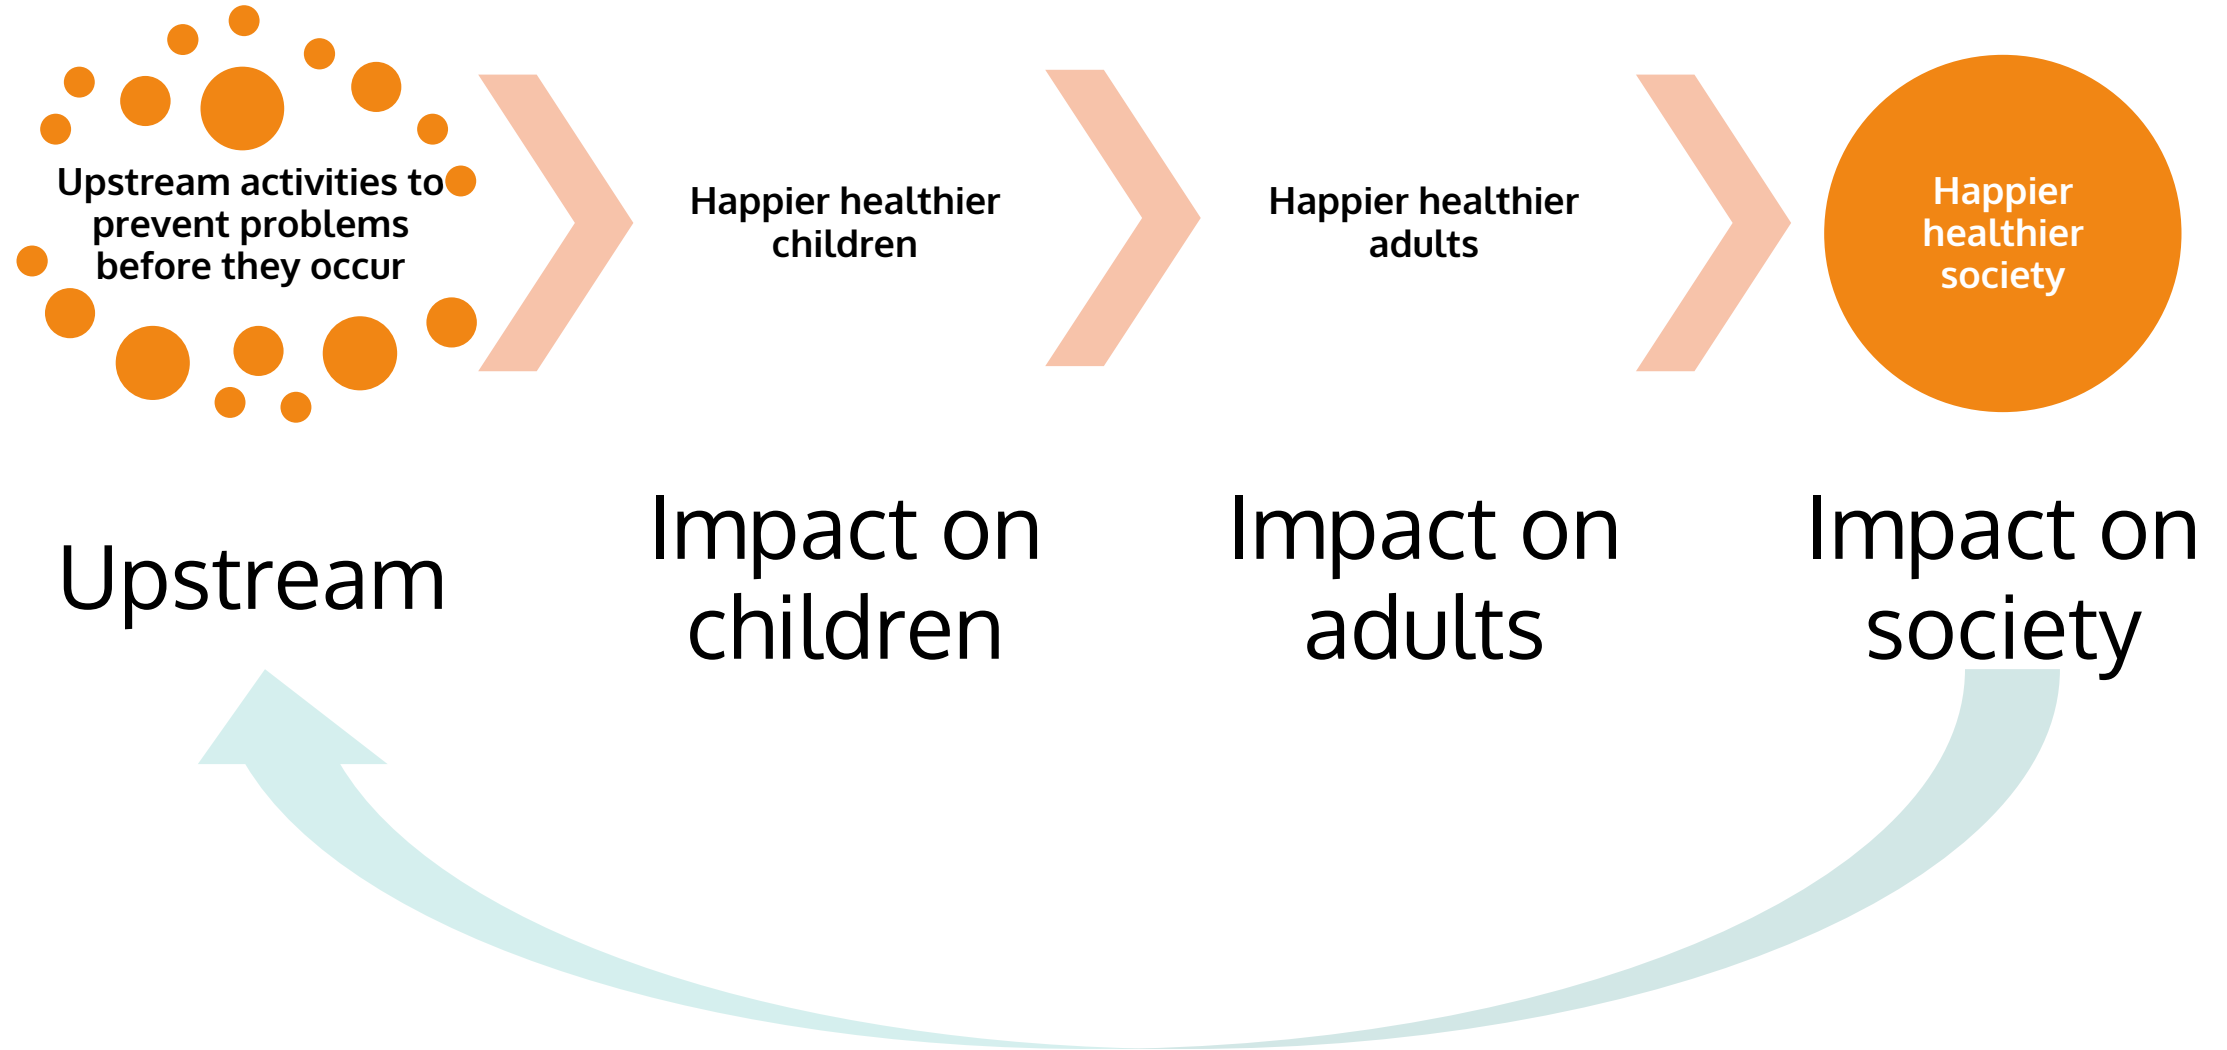 Upstream activities to
prevent problems
before they occur
Happier healthier
children
Happier healthier
adults
Happier
healthier
society
Upstream
Impact on
children
Impact on
adults
Impact on
society